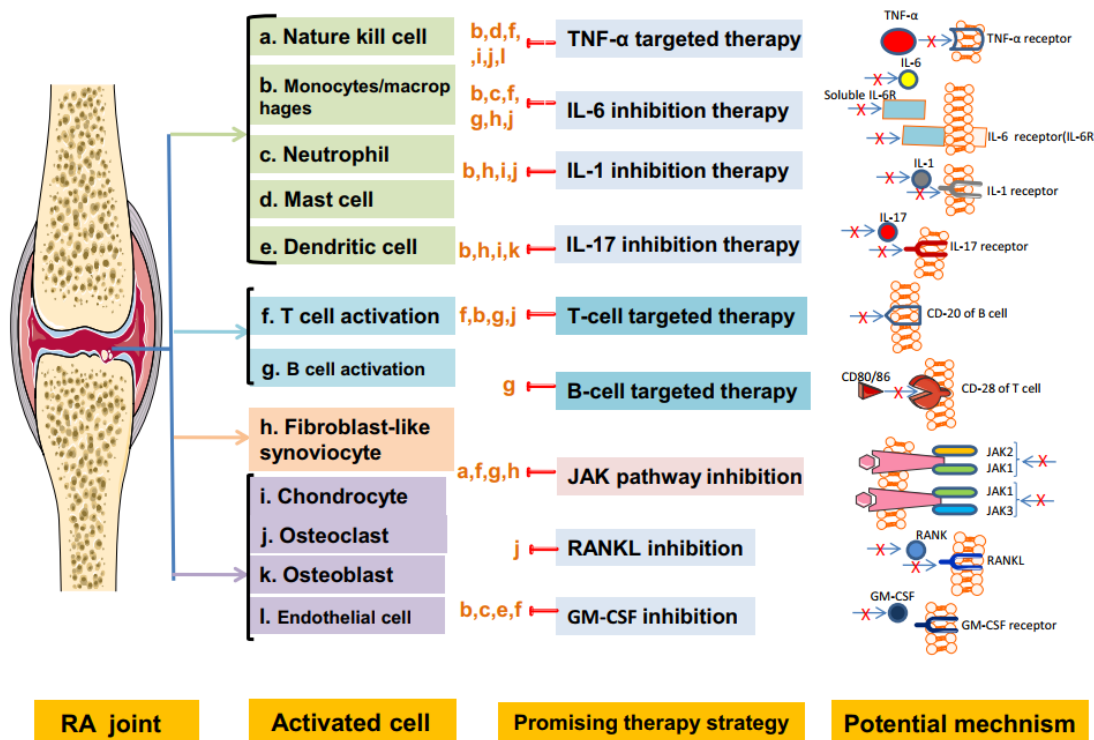 a. Nature kill cell
b. Monocytes/macrop
hages
c. Neutrophil
d. Mast cell
e. Dendritic cell
f. T cell activation
g. B cell activation
h. Fibroblast-like
synoviocyte
i. Chondrocyte
j. Osteoclast
k. Osteoblast
l. Endothelial cell
b,d,f,
,i,j,l
TNF-α targeted therapy
b,c,f,
g,h,j
IL-6 inhibition therapy
b,h,i,j
IL-1 inhibition therapy
b,h,i,k
IL-17 inhibition therapy
f,b,g,j
T-cell targeted therapy
g
B-cell targeted therapy
a,f,g,h
JAK pathway inhibition
j
RANKL inhibition
b,c,e,f
GM-CSF inhibition
TNF-α
TNF-α receptor
IL-6
Soluble IL-6R
IL-6 receptor(IL-6R
IL-1
IL-1 receptor
IL-17
IL-17 receptor
CD-20 of B cell
CD80/86
CD-28 of T cell
JAK2
JAK1
JAK1
JAK3
RANK
RANKL
GM-CSF
GM-CSF receptor
RA joint
Activated cell
Promising therapy strategy
Potential mechnism